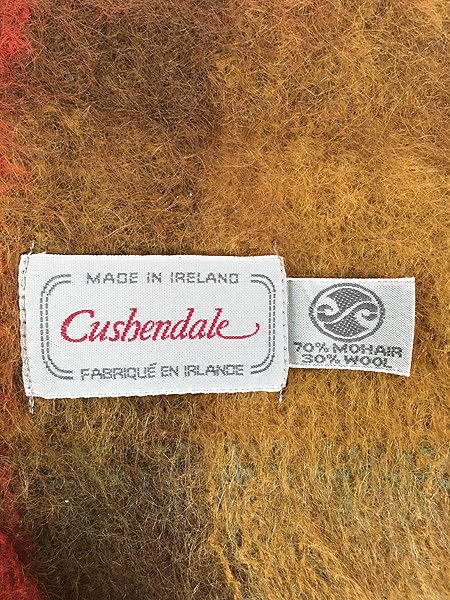 MADE IN IRELAND
Cushendale
FABRIQUÉ EN IRLANDE
70% MOHAIR
30% WOOL